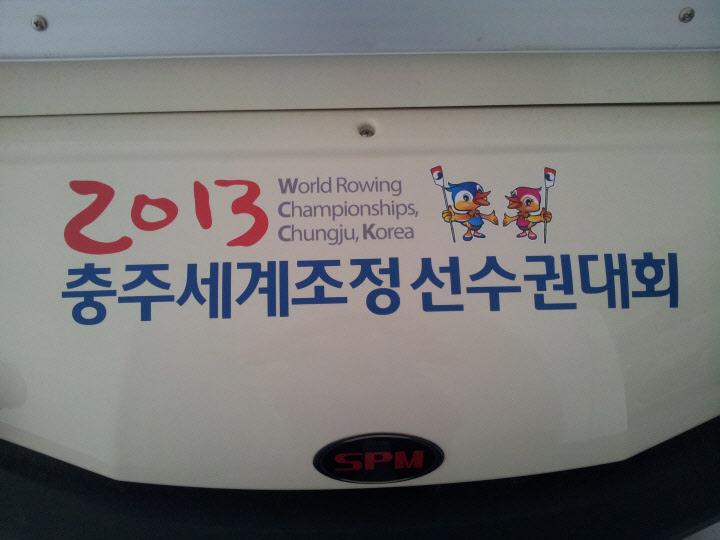 2013
World Rowing
Championships,
Chungju, Korea
충주세계조정선수권대회
SPM